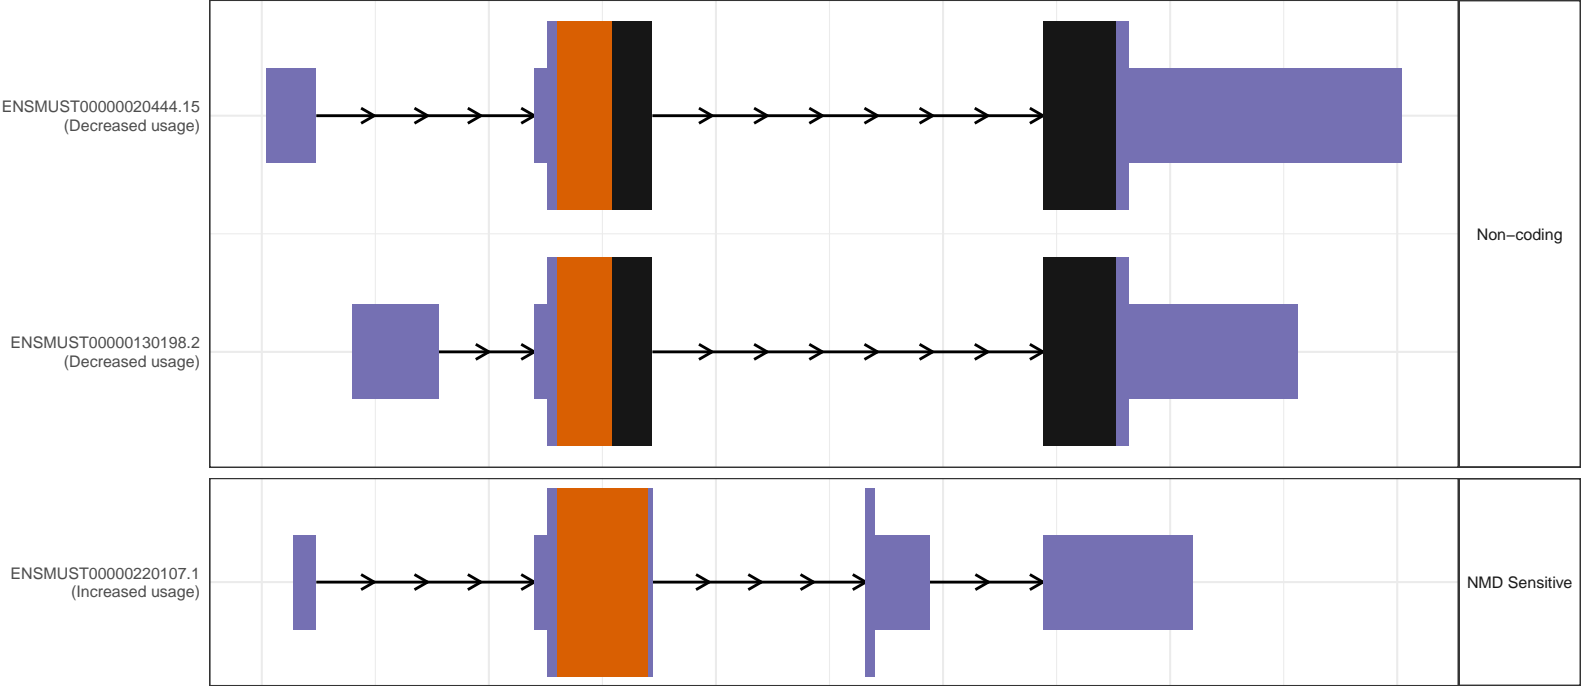 ENSMUST00000020444.15
(Decreased usage)
Non−coding
ENSMUST00000130198.2
(Decreased usage)
ENSMUST00000220107.1
(Increased usage)
NMD Sensitive